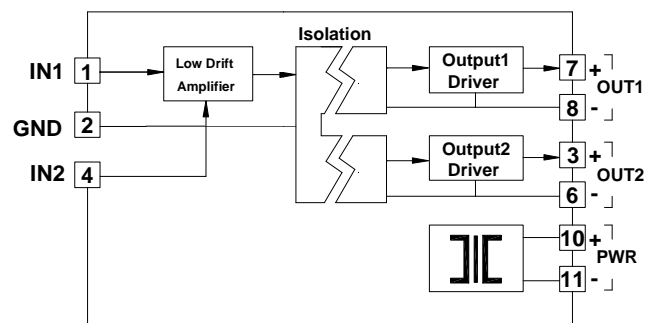 Isolation
IN1 1
Low Drift
Amplifier
Output1
Driver
7 +
OUT1
8 -
GND 2
IN2 4
Output2
Driver
3 +
OUT2
6 -
10 +
PWR
11 -